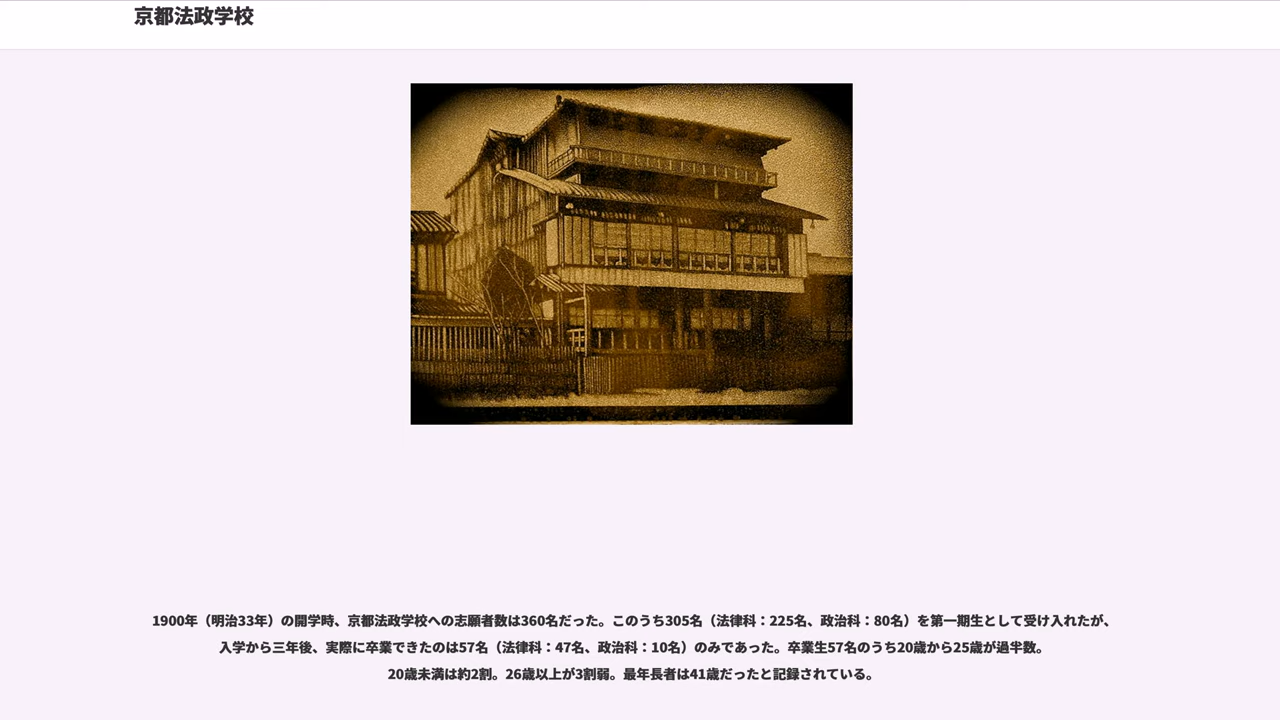 京都法政学校
1900年（明治33年）の開学時、京都法政学校への志願者数は360名だった。このうち305名（法律科：225名、政治科：80名）を第一期生として受け入れたが、
入学から三年後、実際に卒業できたのは57名（法律科：47名、政治科：10名）のみであった。卒業生57名のうち20歳から25歳が過半数。
20歳未満は約2割。26歳以上が3割弱。最年長者は41歳だったと記録されている。